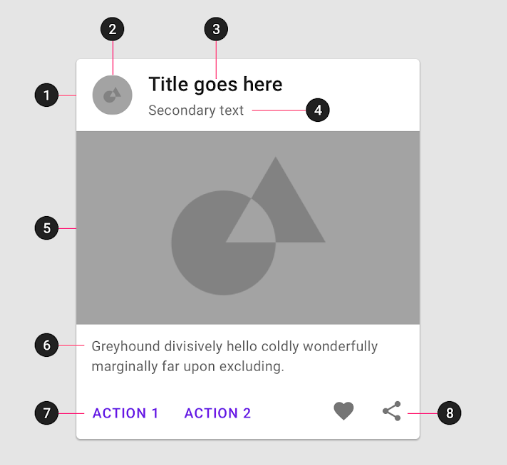 2
3
1
Title goes here
Secondary text
4
5
6
Greyhound divisively hello coldly wonderfully
marginally far upon excluding.
7
ACTION 1
ACTION 2
8